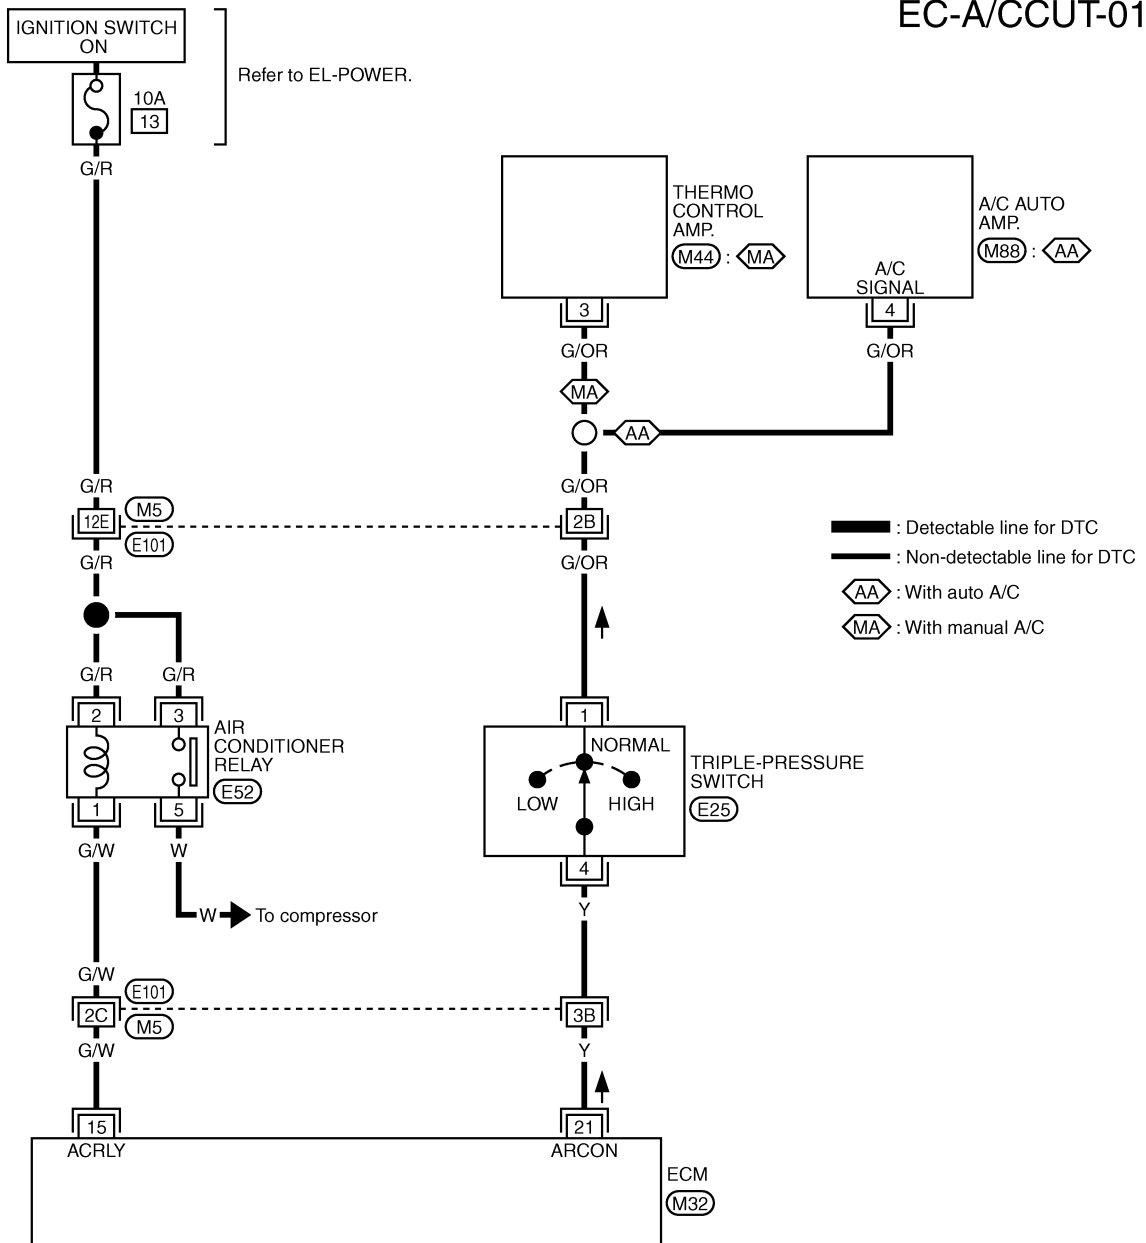 EC-A/CCUT-01
IGNITION SWITCH
ON
Refer to EL-POWER.
10A
13
G/R
THERMO
CONTROL
AMP.
M44 : MA
A/C AUTO
AMP.
M88 : AA
A/C
SIGNAL
3
4
G/OR
G/OR
MA
AA
G/R
G/OR
M5
12E
2B
E101
G/R
G/OR
: Detectable line for DTC
: Non-detectable line for DTC
AA : With auto A/C
MA : With manual A/C
G/R
G/R
2
3
1
AIR
CONDITIONER
RELAY
E52
NORMAL
LOW
HIGH
TRIPLE-PRESSURE
SWITCH
E25
1
5
4
G/W
W
Y
W
To compressor
G/W
E101
2C
3B
M5
G/W
Y
15
21
ACRLY
ARCON
ECM
M32